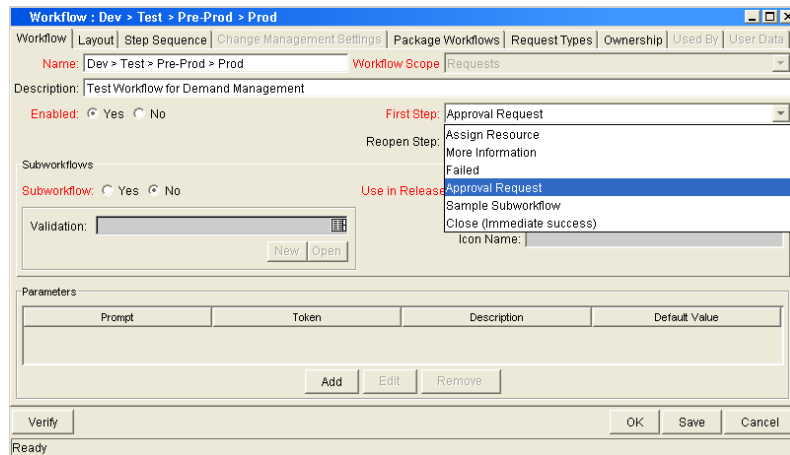 Workflow : Dev > Test > Pre-Prod > Prod
Workflow Layout Step Sequence Change Management Settings Package Workflows Request Types Ownership Used By User Data
Name: Dev > Test > Pre-Prod > Prod Workflow Scope Requests
Description: Test Workflow for Demand Management
Enabled: Yes No First Step: Approval Request
Reopen Step:
Assign Resource
More Information
Failed
Approval Request
Sample Subworkflow
Close (Immediate success)
Subworkflows
Subworkflow: Yes No Use in Release
Validation:
Icon Name:
New Open
Parameters
Prompt Token Description Default Value
Add Edit Remove
Verify OK Save Cancel
Ready